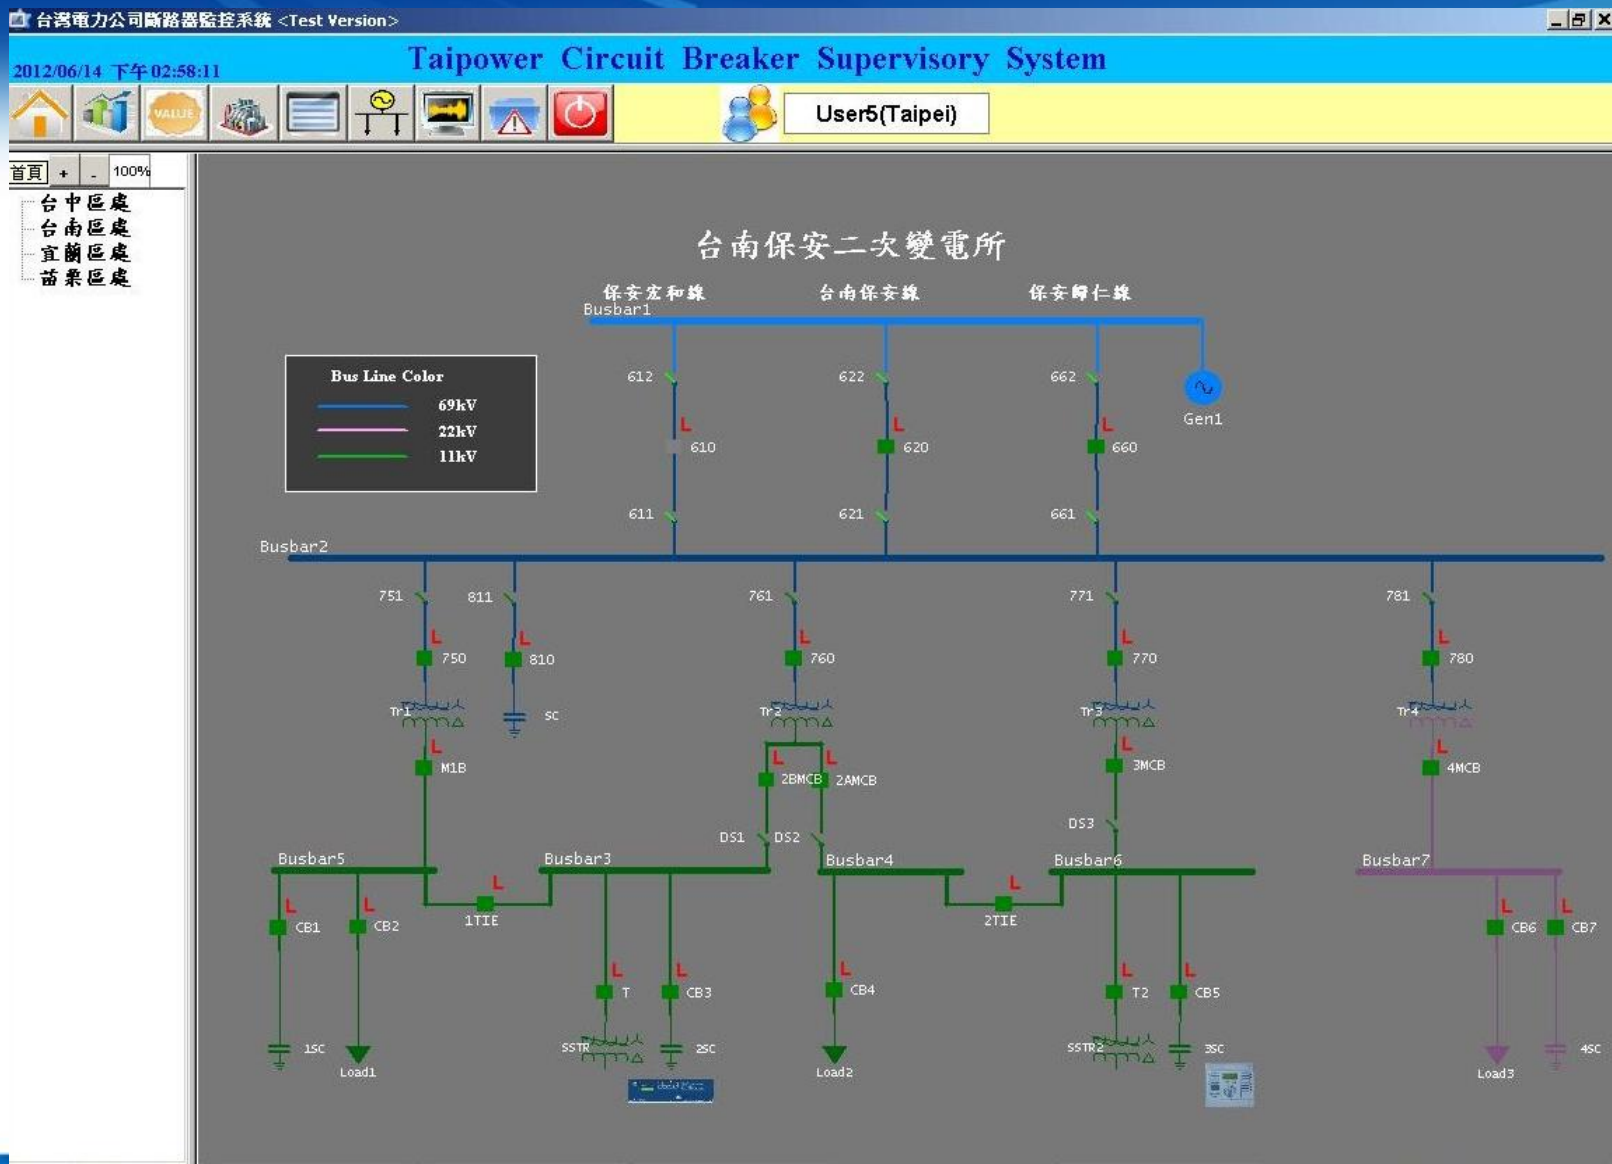 台灣電力公司斷路器監控系統 <Test Version>
Taipower Circuit Breaker Supervisory System
2012/06/14 下午 02:58:11
VALUE
User5(Taipei)
首頁 + - 100%
台中區處
台南區處
宜蘭區處
苗栗區處
台南保安二次變電所
保安宏和線 台南保安線 保安歸仁線
Busbar1
Bus Line Color
69kV
22kV
11kV
612 622 662
Gen1
L L L
610 620 660
611 621 661
Busbar2
751 811 761 771 781
L L L L L
750 810 760 770 780
Tr1 SC Tr2 Tr3 Tr4
L L L L L
M1B 2BMCB 2AMCB 3MCB 4MCB
DS1 DS2 DS3
Busbar5 Busbar3 Busbar4 Busbar6 Busbar7
L L L L L L
CB1 CB2 1TIE 2TIE CB6 CB7
L L L L L
T CB3 CB4 T2 CB5
1SC SSTR 2SC SSTR2 3SC 4SC
Load1 Load2 Load3